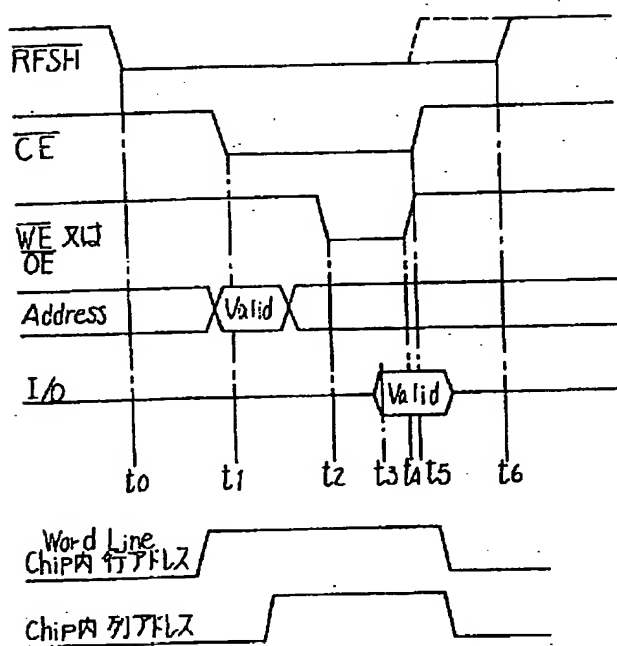 RFSH
CE
WE 又は
OE
Address Valid
I/O Valid
t0 t1 t2 t3 t4 t5 t6
Word Line
Chip内 行アドレス
Chip内 列アドレス